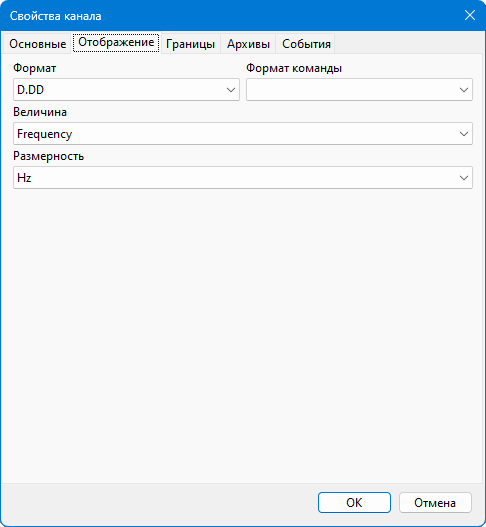 Свойства канала
Основные Отображение Границы Архивы События
Формат Формат команды
D.DD
Величина
Frequency
Размерность
Hz
OK Отмена